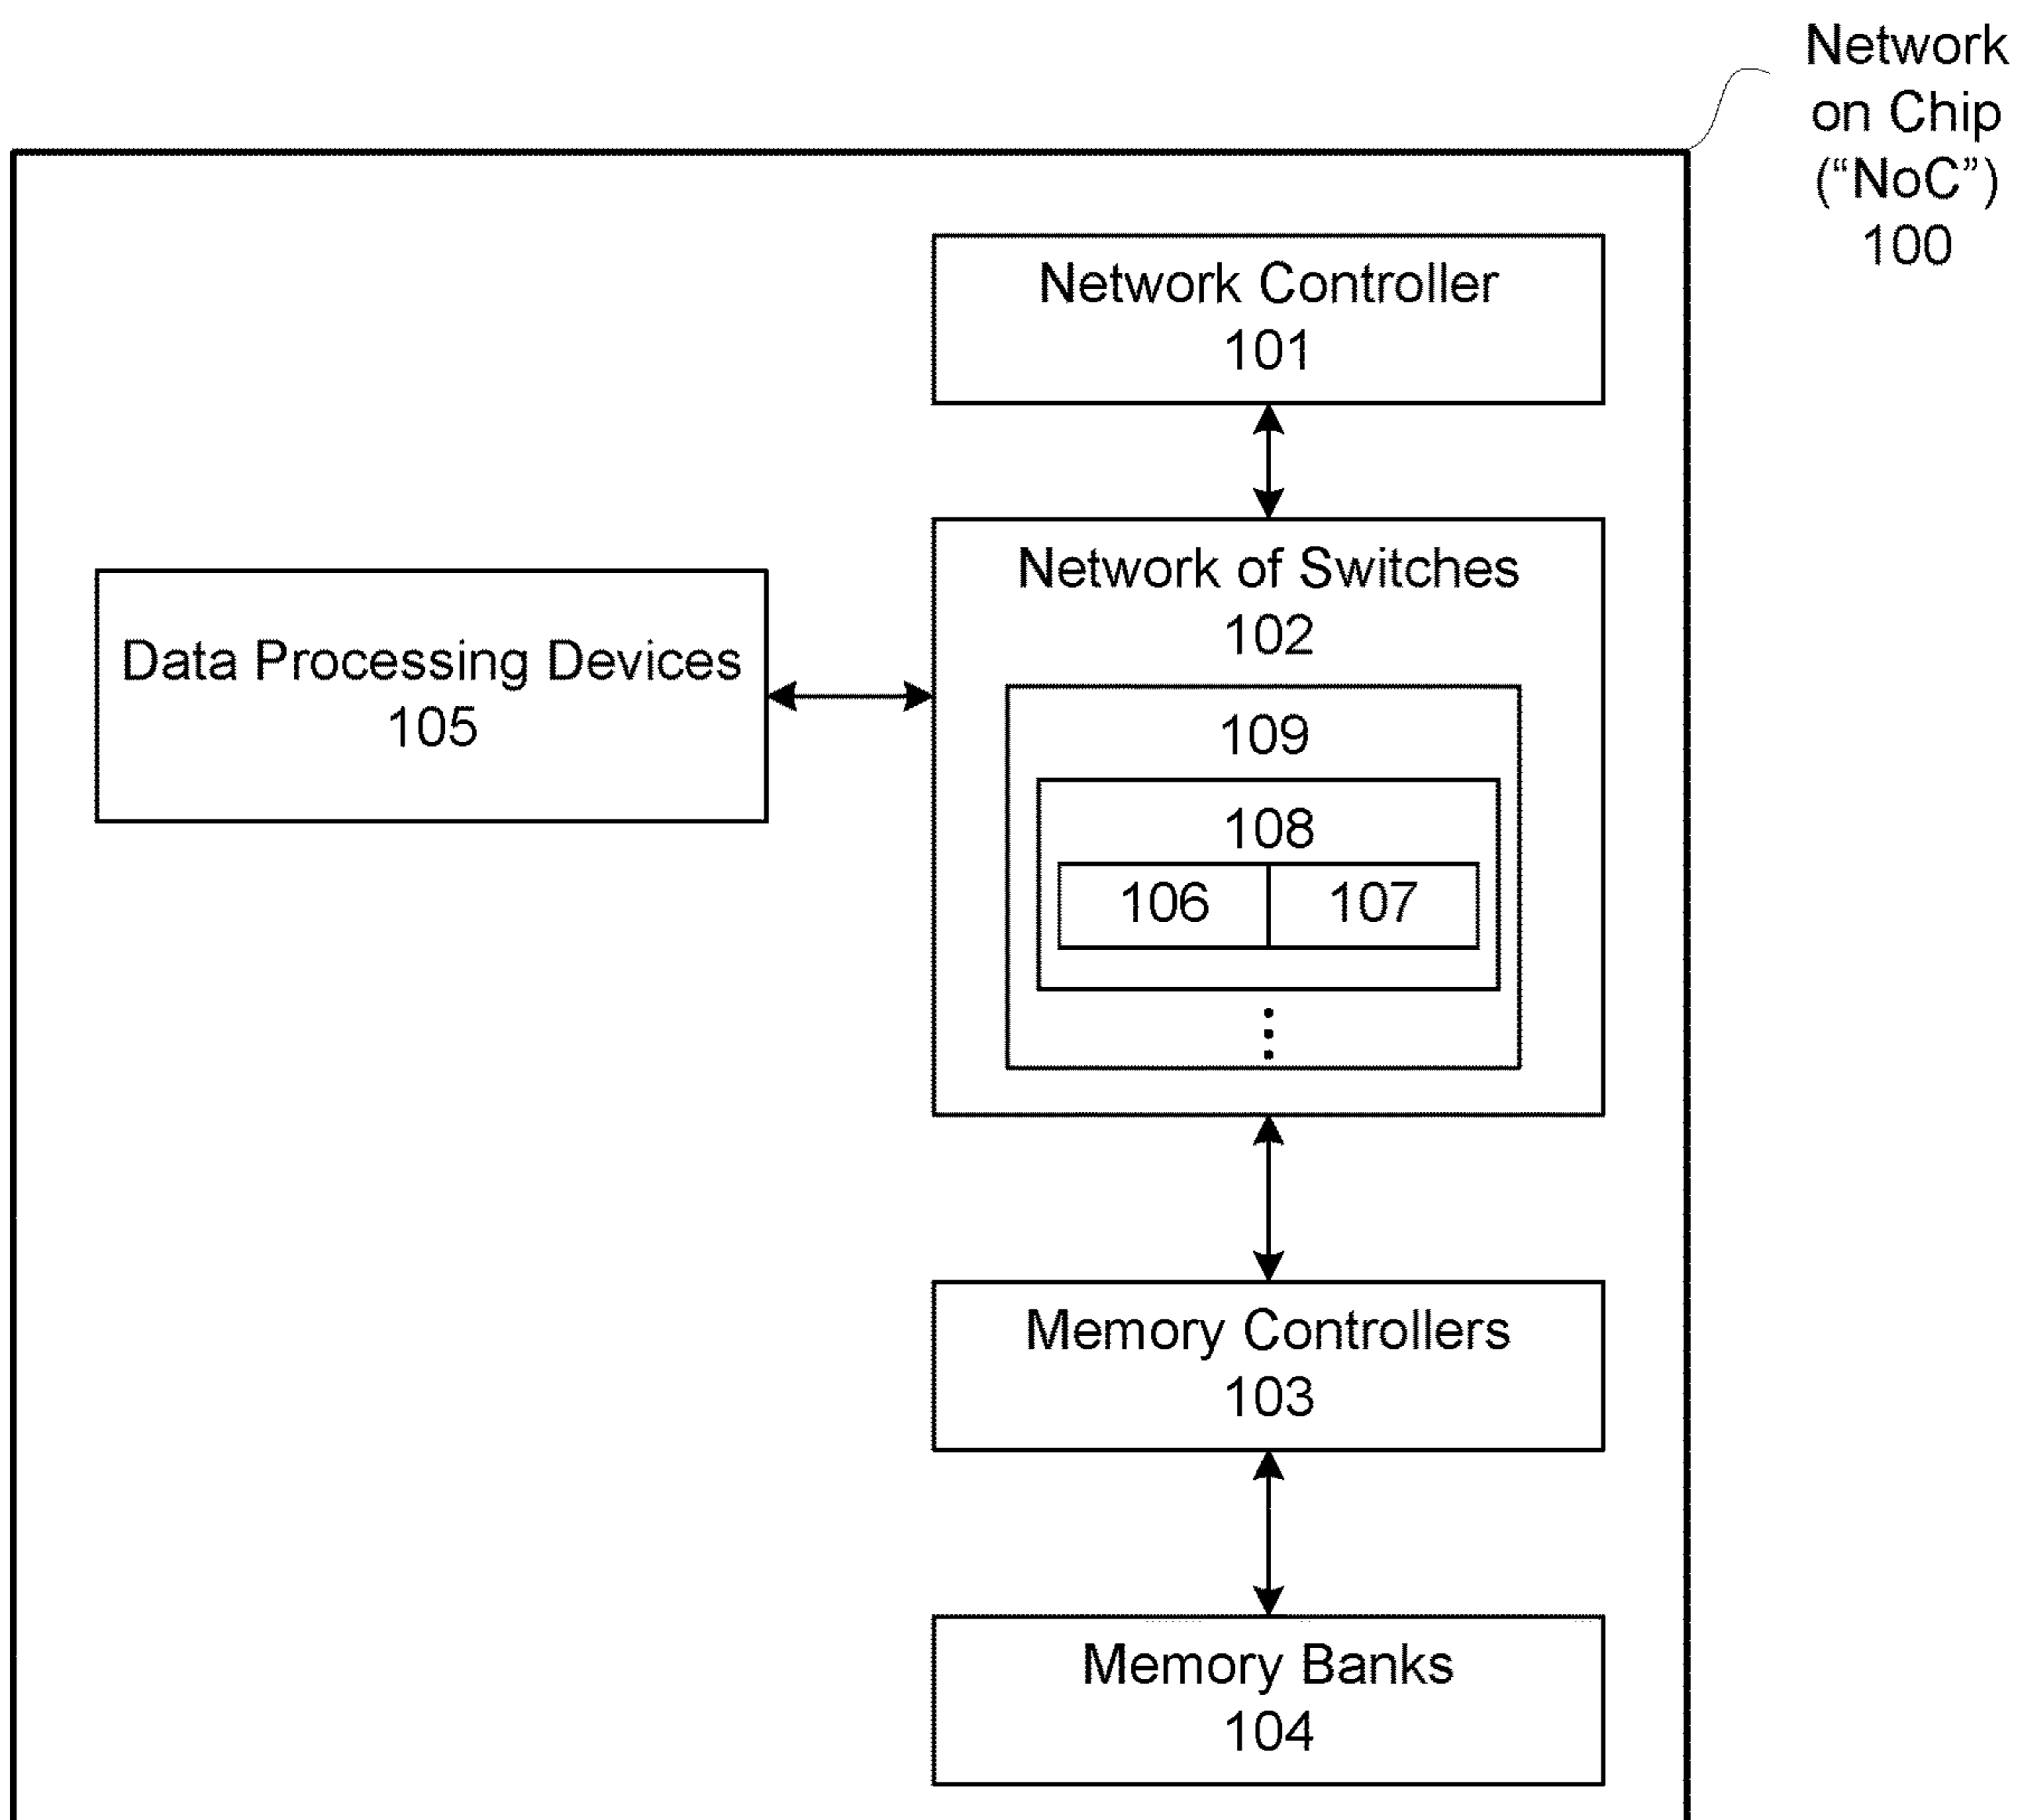 Network
on Chip
(“NoC”)
100
Network Controller
101
Network of Switches
102
Data Processing Devices
105
109
108
106 107
Memory Controllers
103
Memory Banks
104